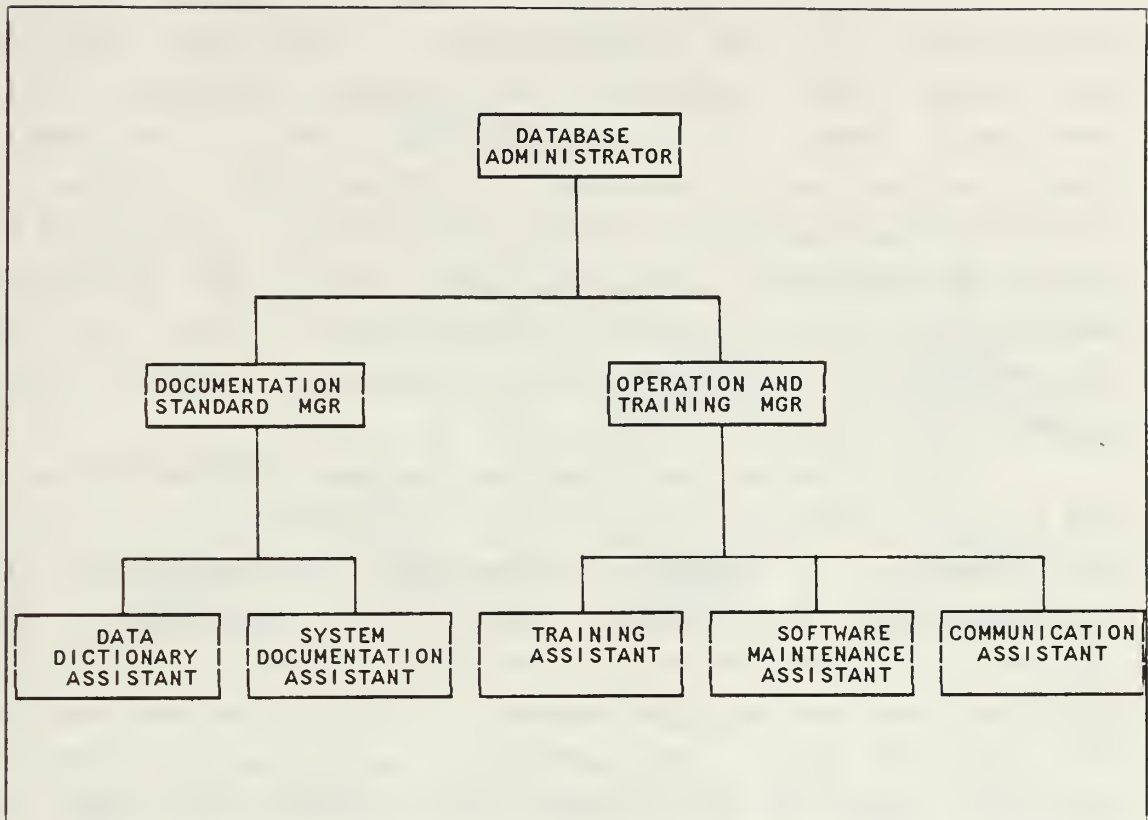 DATABASE
ADMINISTRATOR
DOCUMENTATION
STANDARD MGR
OPERATION AND
TRAINING MGR
DATA
DICTIONARY
ASSISTANT
SYSTEM
DOCUMENTATION
ASSISTANT
TRAINING
ASSISTANT
SOFTWARE
MAINTENANCE
ASSISTANT
COMMUNICATION
ASSISTANT